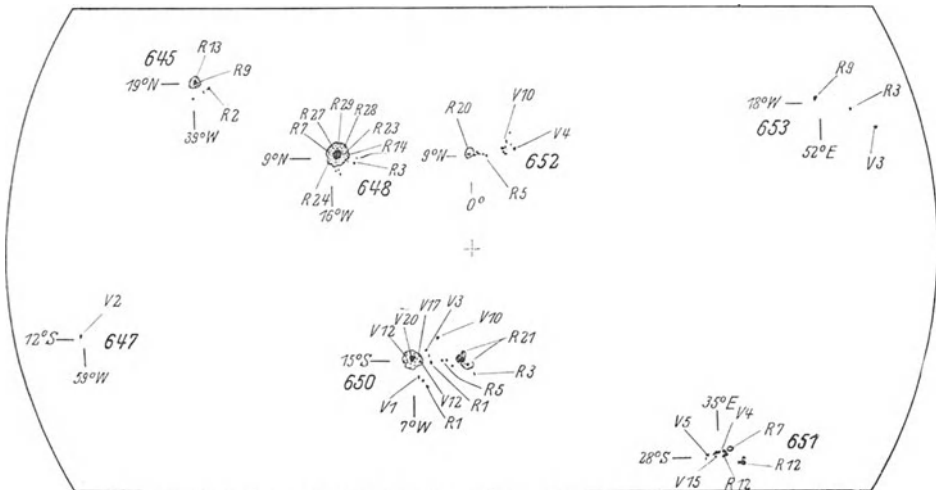 645
R13
R9
19°N
R2
39°W
R29
R27
R28
R7
R23
R14
9°N
R3
R24
648
16°W
R20
V10
V4
9°N
652
R5
0°
R9
R3
18°W
653
52°E
V3
V2
12°S
647
59°W
V17
V3
V20
V10
V12
R21
15°S
R3
650
R5
V12
R1
V1
R1
7°W
35°E
V4
V5
R7
651
28°S
R12
V15
R12